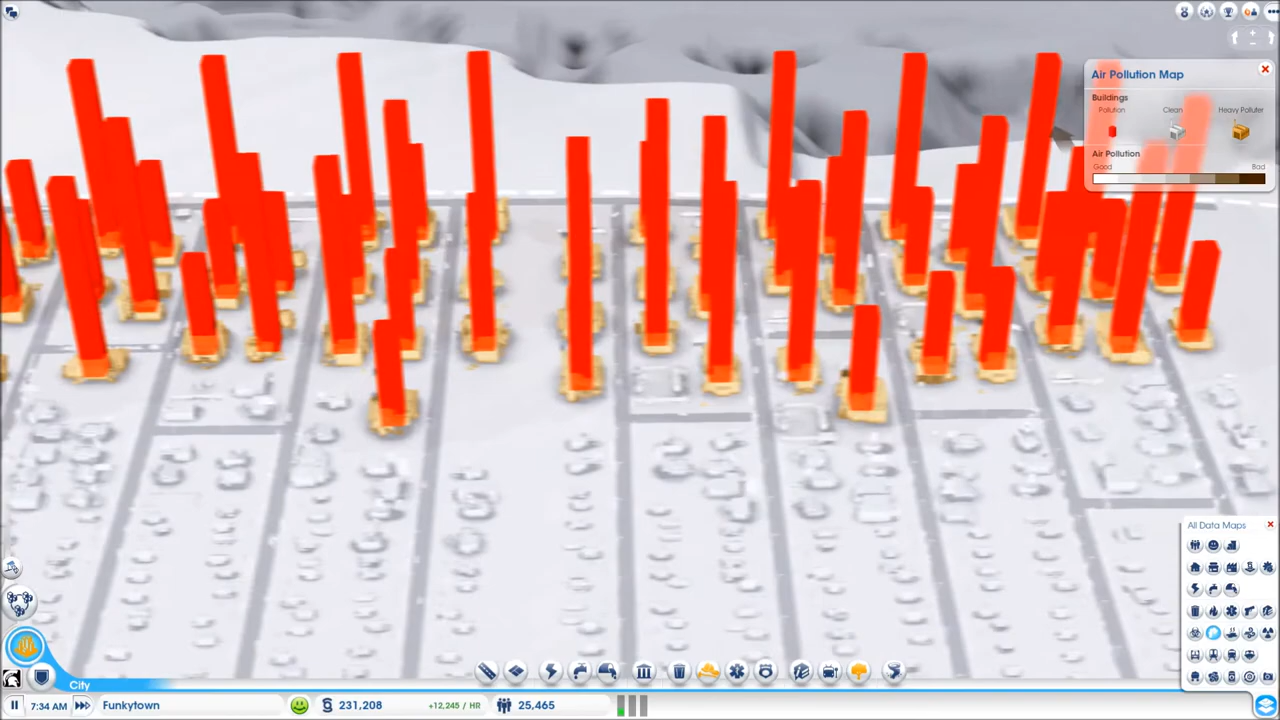 Air Pollution Map
Buildings
Pollution Clean Heavy Polluter
Air Pollution
Good Bad
All Data Maps
City
7:34 AM Funkytown 231,208 +12,245 / HR 25,465